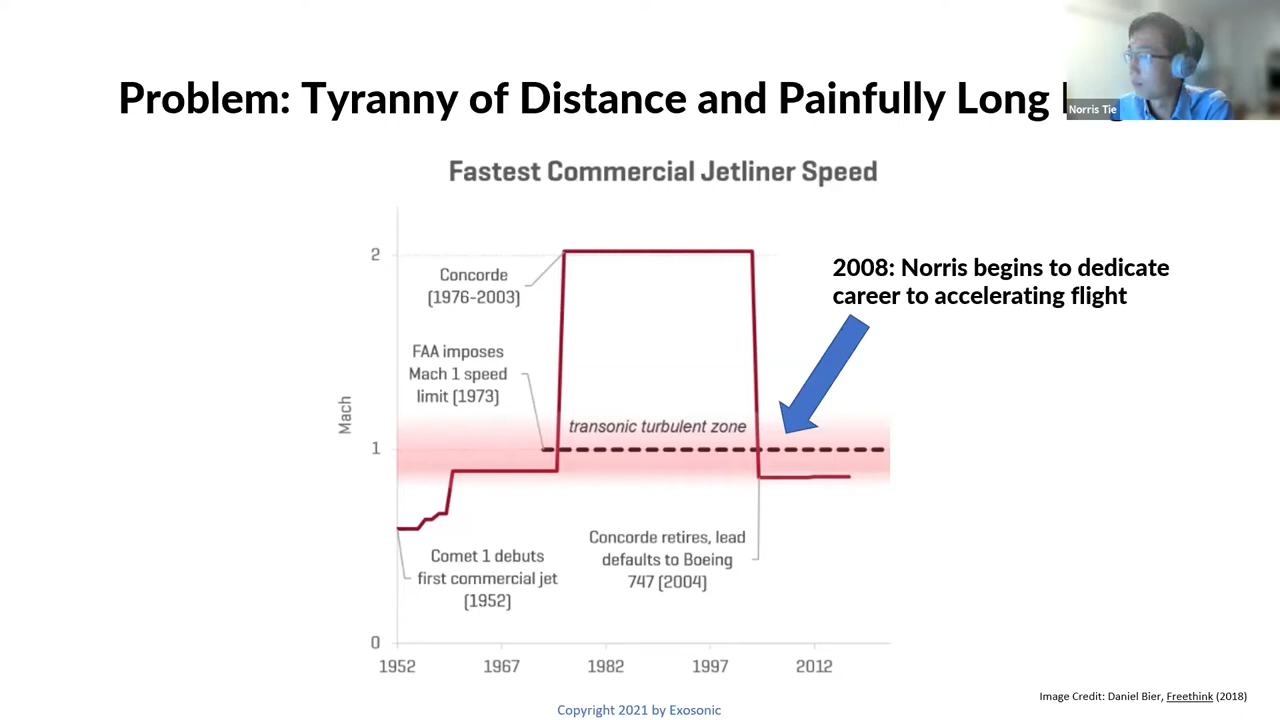 Problem: Tyranny of Distance and Painfully Long
Norris Tie
Fastest Commercial Jetliner Speed
2
Concorde
(1976-2003)
2008: Norris begins to dedicate
career to accelerating flight
FAA imposes
Mach 1 speed
limit (1973)
Mach
transonic turbulent zone
1
Concorde retires, lead
defaults to Boeing
747 (2004)
Comet 1 debuts
first commercial jet
(1952)
0
1952
1967
1982
1997
2012
Image Credit: Daniel Bier, Freethink (2018)
Copyright 2021 by Exosonic